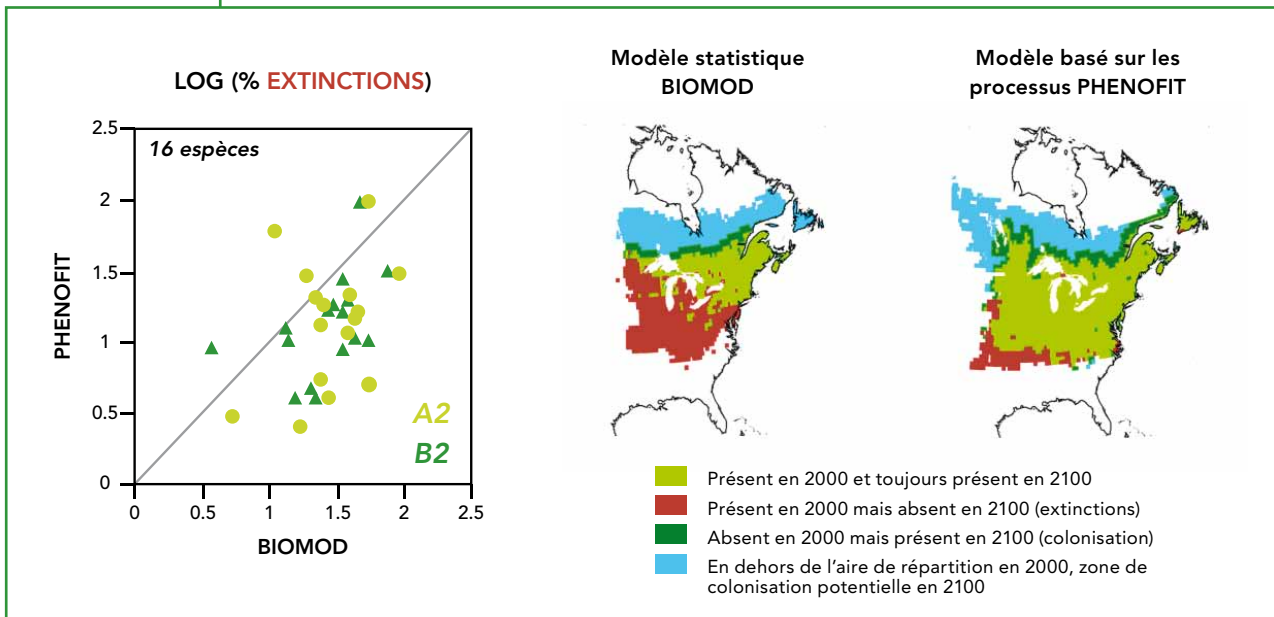 LOG (% EXTINCTIONS)
2.5
2
1.5
1
0.5
0
PHENOFIT
16 espèces
A2
B2
0
0.5
1
1.5
2
2.5
BIOMOD
Modèle statistique
BIOMOD
Modèle basé sur les
processus PHENOFIT
Présent en 2000 et toujours présent en 2100
Présent en 2000 mais absent en 2100 (extinctions)
Absent en 2000 mais présent en 2100 (colonisation)
En dehors de l'aire de répartition en 2000, zone de
colonisation potentielle en 2100